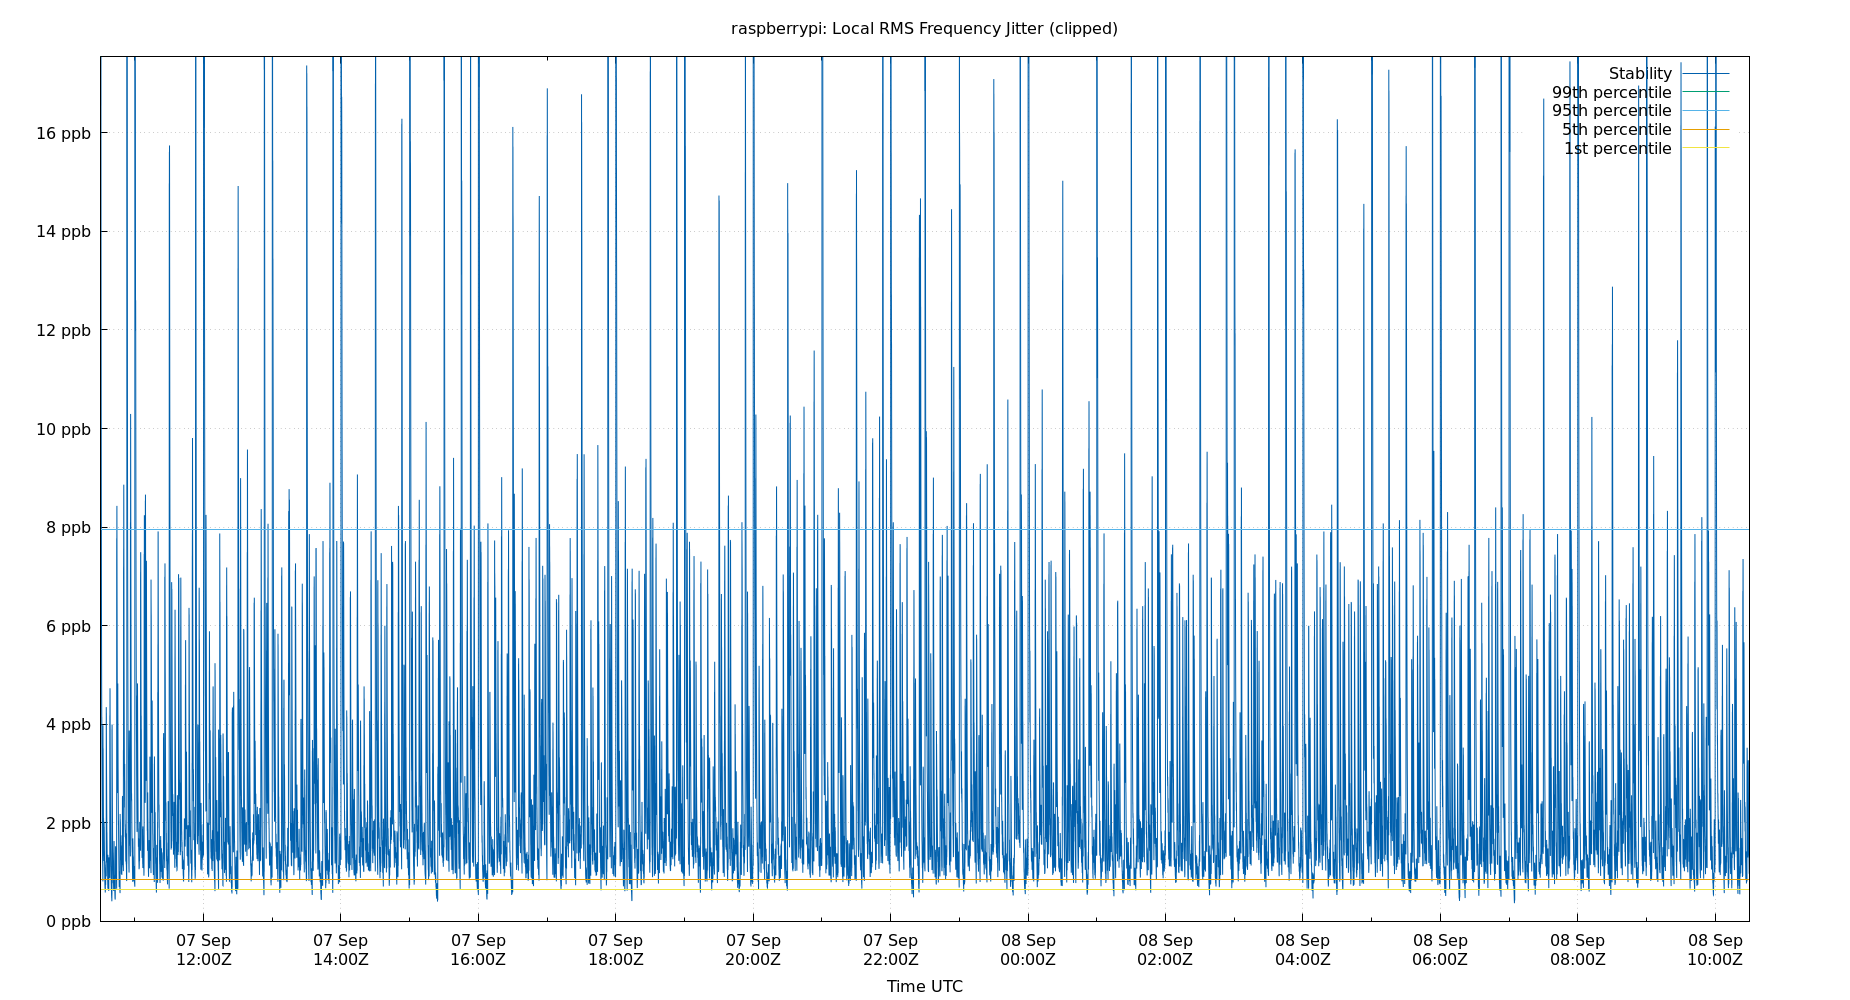 raspberrypi: Local RMS Frequency Jitter (clipped)
Stability
99th percentile
95th percentile
5th percentile
1st percentile
16 ppb
14 ppb
12 ppb
10 ppb
8 ppb
6 ppb
4 ppb
2 ppb
0 ppb
07 Sep 07 Sep 07 Sep 07 Sep 07 Sep 07 Sep 08 Sep 08 Sep 08 Sep 08 Sep 08 Sep 08 Sep
12:00Z 14:00Z 16:00Z 18:00Z 20:00Z 22:00Z 00:00Z 02:00Z 04:00Z 06:00Z 08:00Z 10:00Z
Time UTC